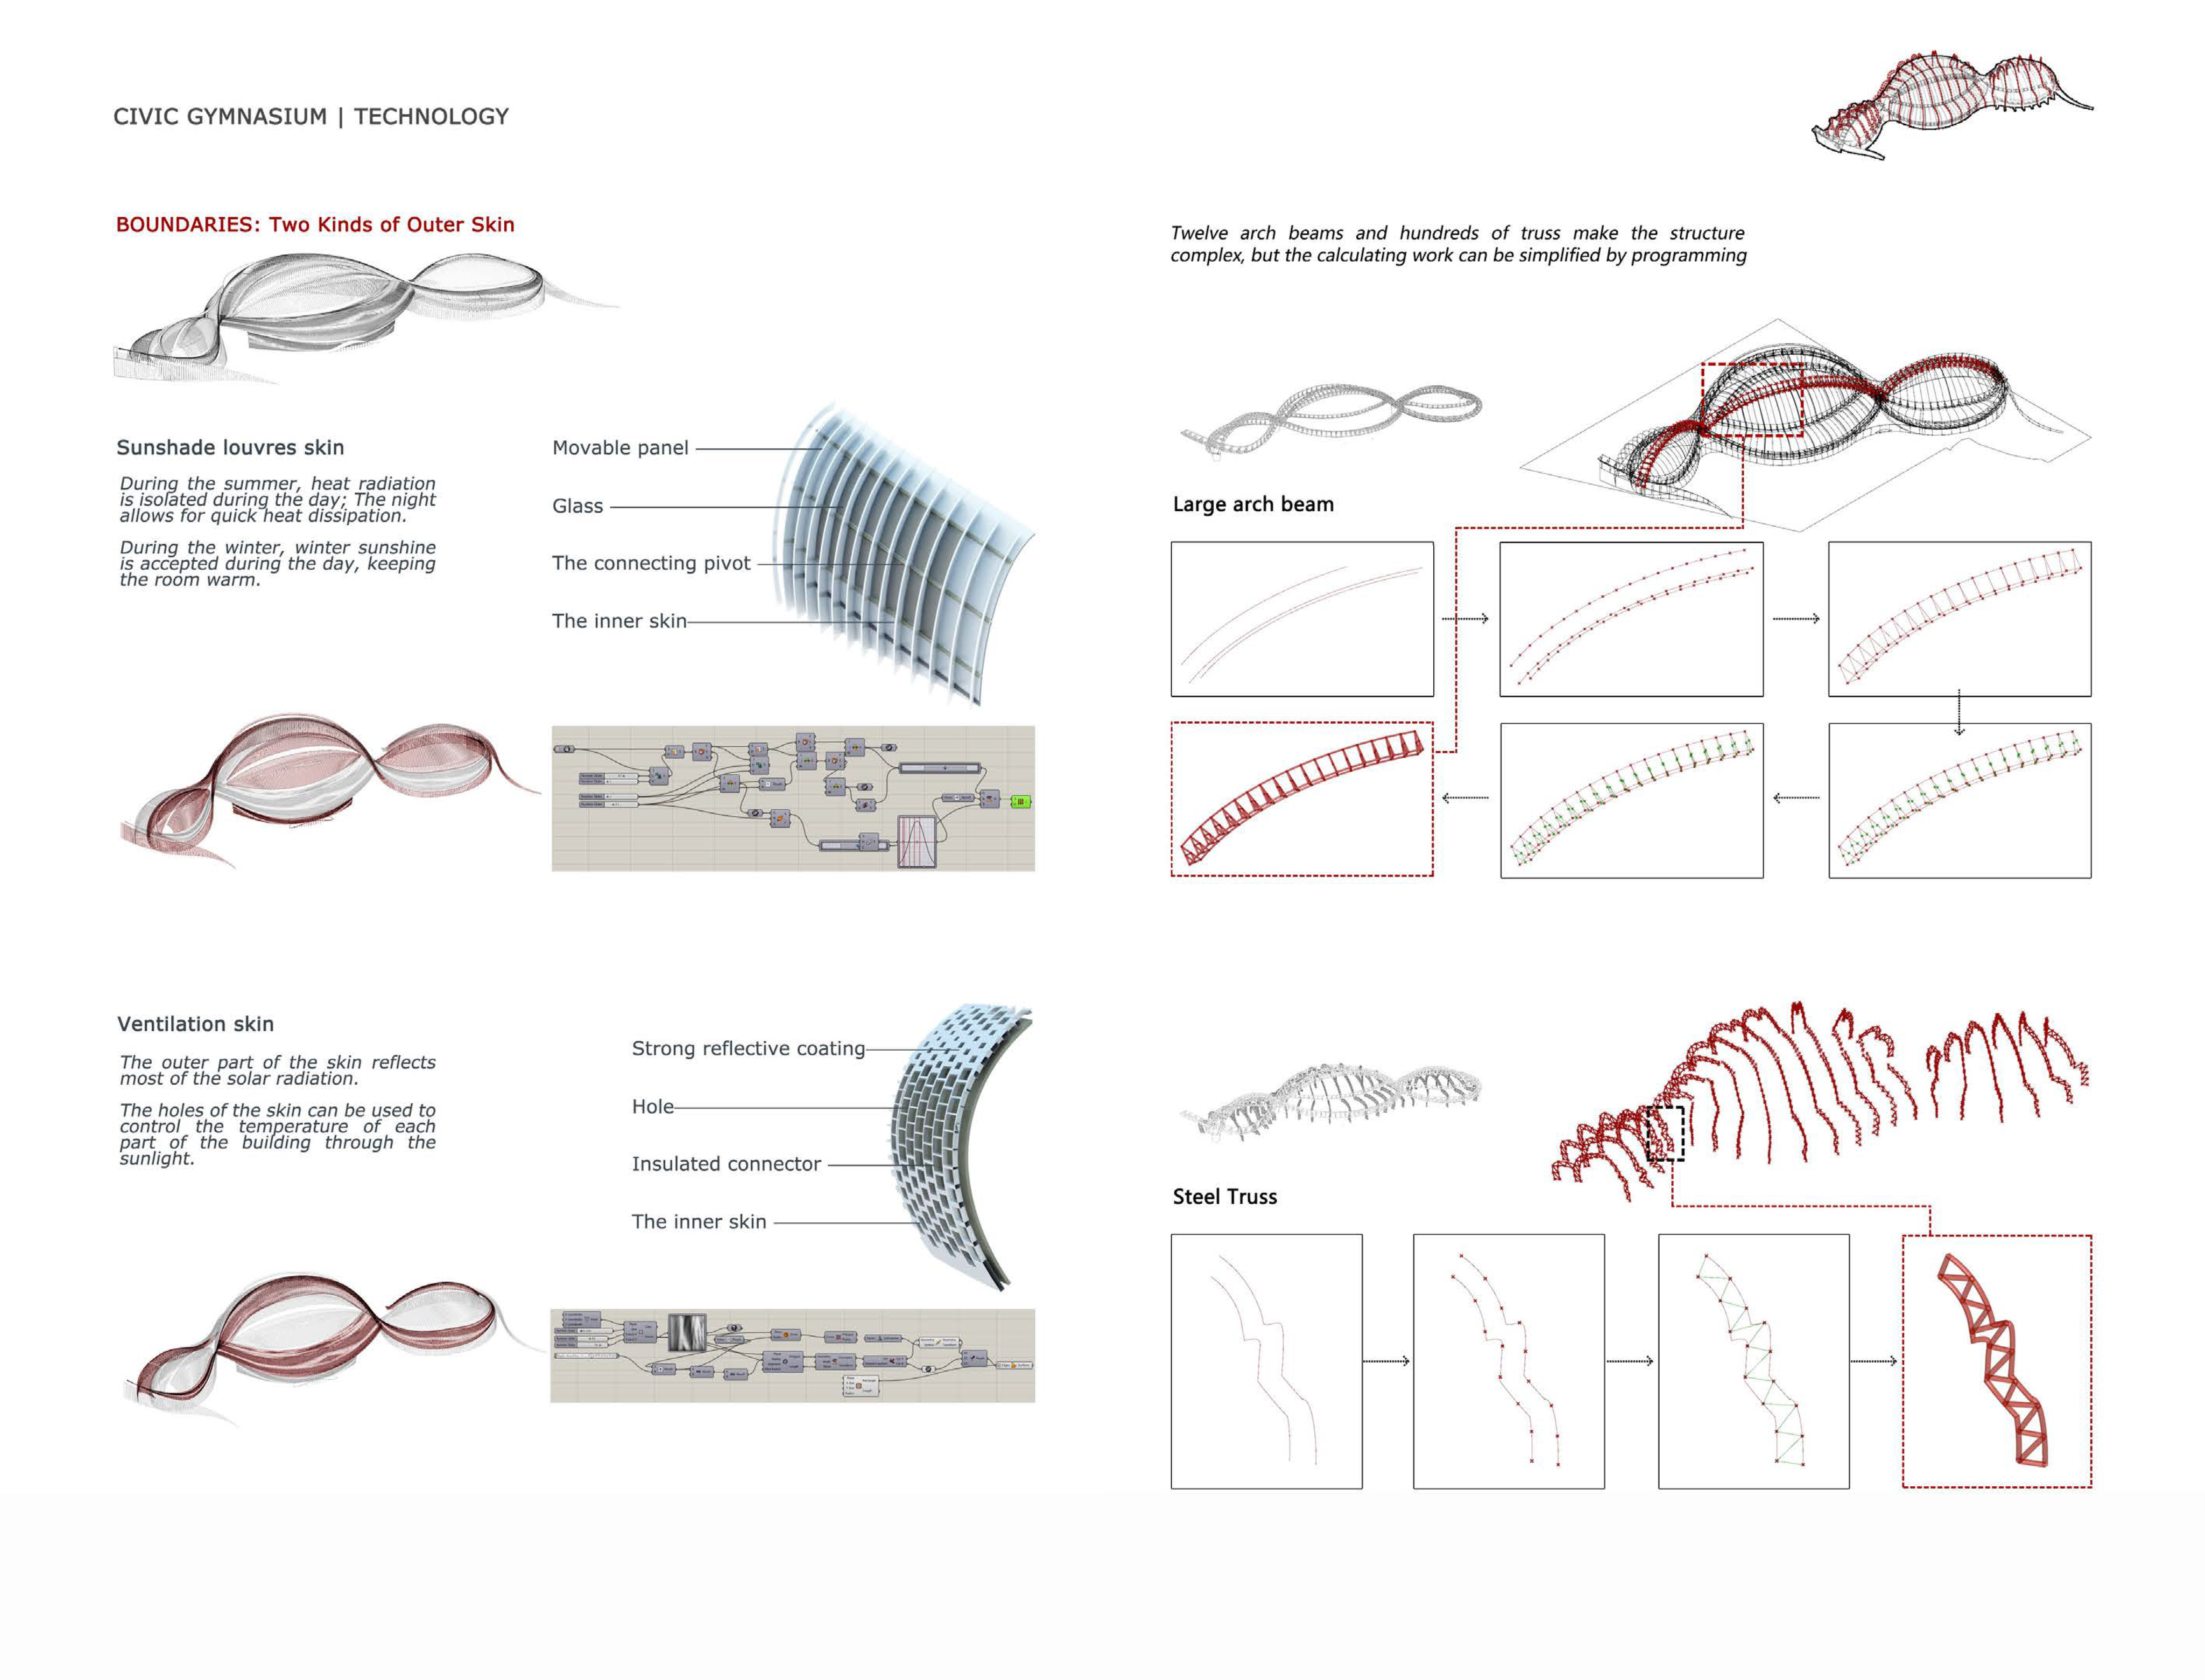 CIVIC GYMNASIUM | TECHNOLOGY
BOUNDARIES: Two Kinds of Outer Skin
Sunshade louvres skin
During the summer, heat radiation
is isolated during the day; The night
allows for quick heat dissipation.
During the winter, winter sunshine
is accepted during the day, keeping
the room warm.
Movable panel
Glass
The connecting pivot
The inner skin
Ventilation skin
The outer part of the skin reflects
most of the solar radiation.
The holes of the skin can be used to
control the temperature of each
part of the building through the
sunlight.
Strong reflective coating
Hole
Insulated connector
The inner skin
Twelve arch beams and hundreds of truss make the structure
complex, but the calculating work can be simplified by programming
Large arch beam
Steel Truss